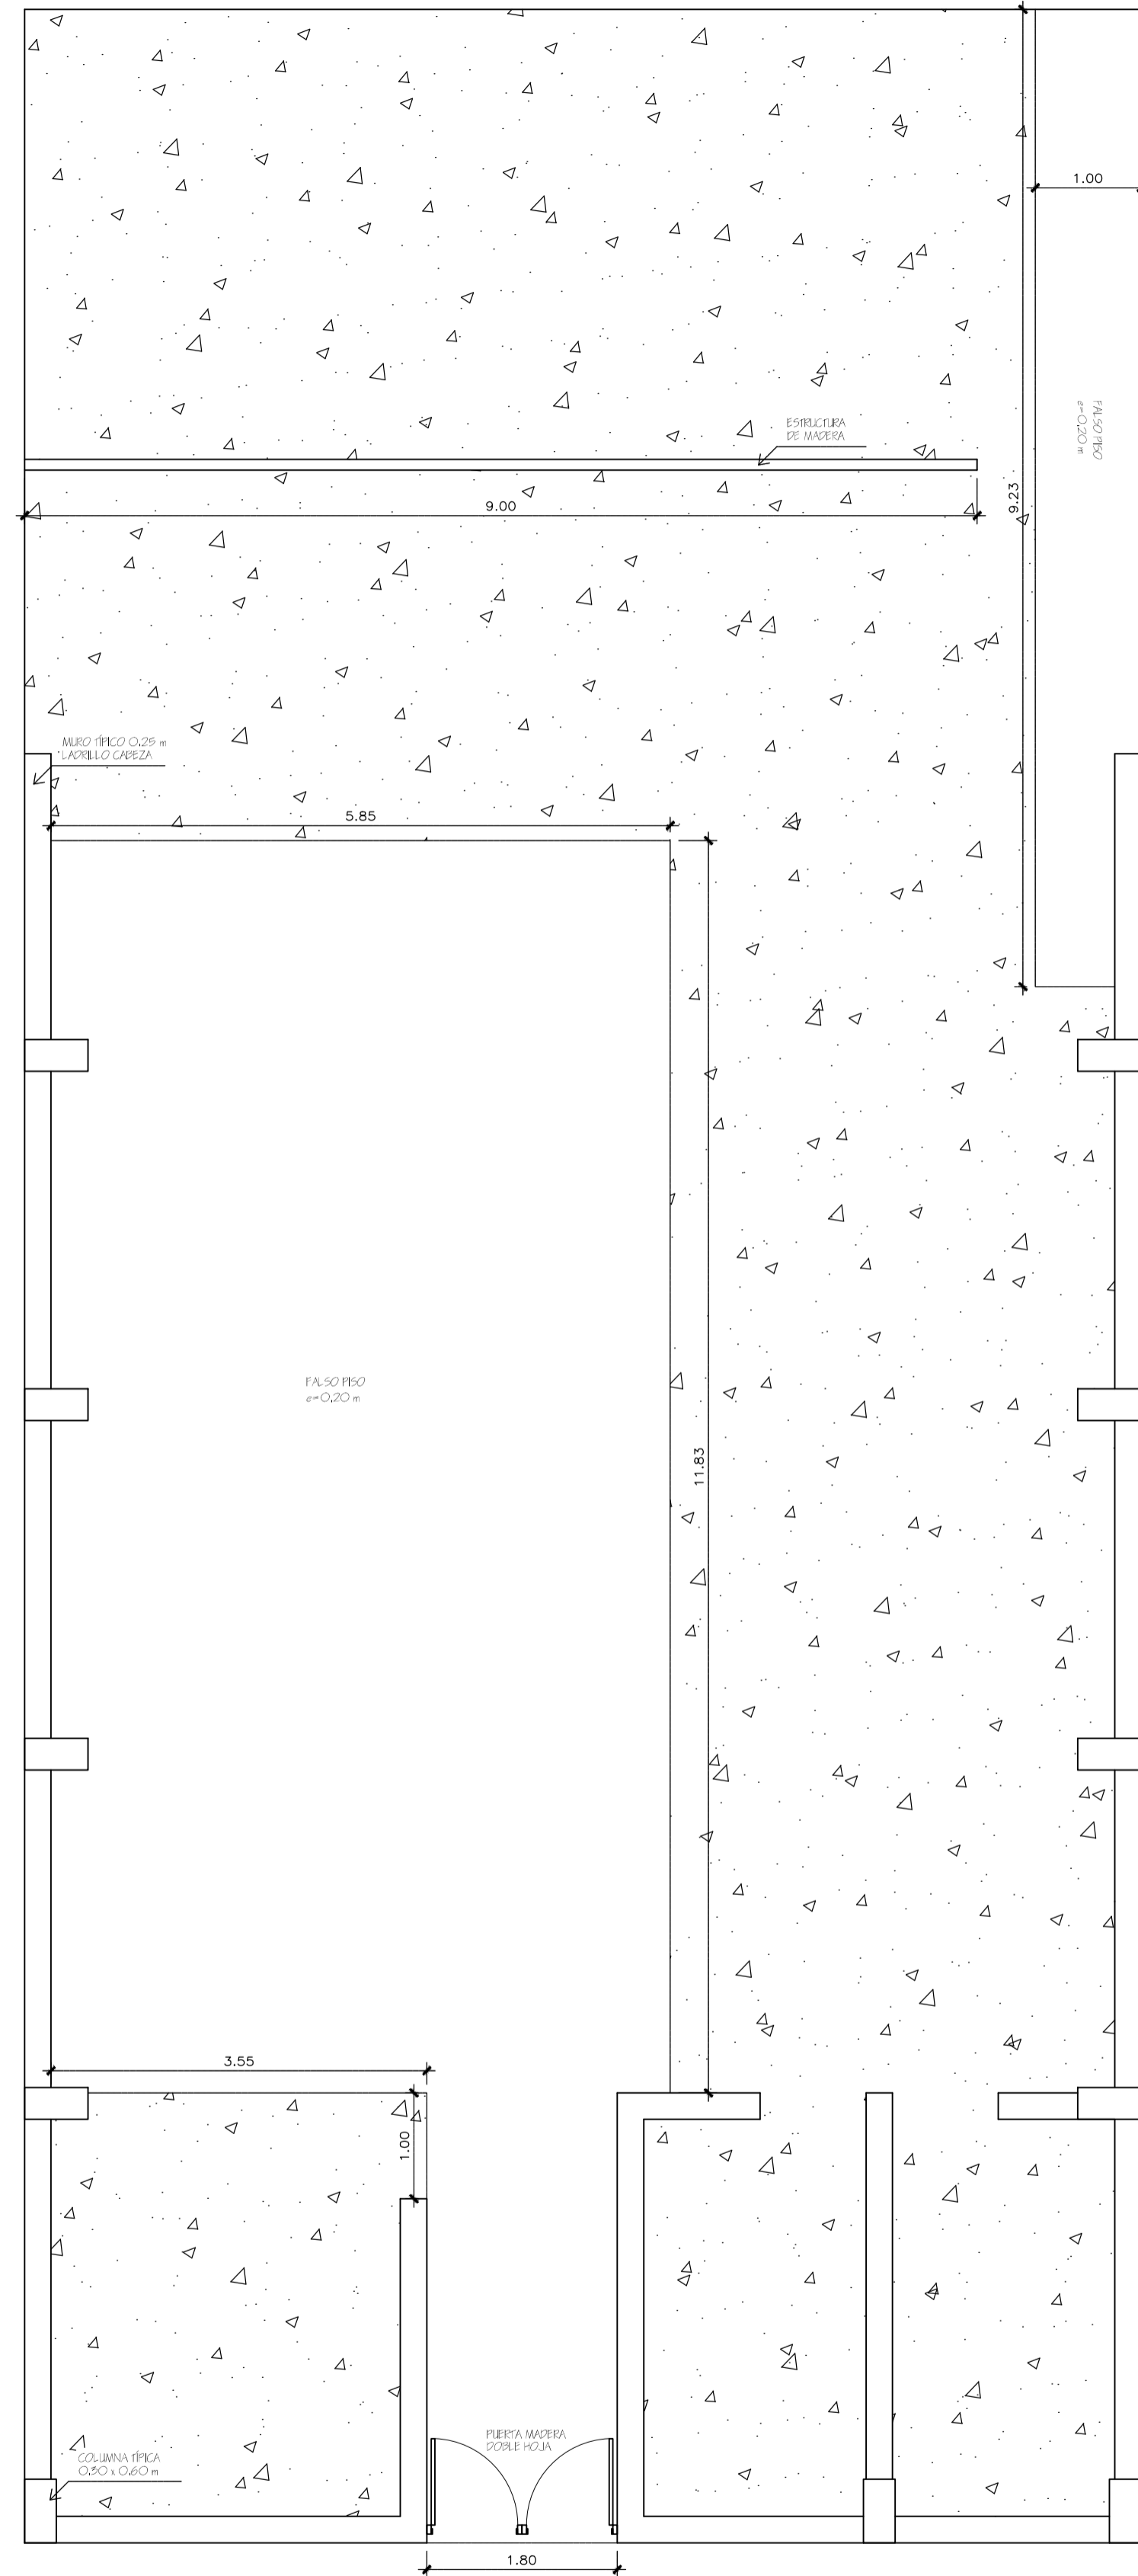 1.00
FALSO PISO
e=0,20 m
ESTRUCTURA
DE MADERA
9.23
9.00
MURO TÍPICO 0.25 m
LADRILLO CABEZA
5.85
FALSO PISO
e=0,20 m
11.83
3.55
1.00
PUERTA MADERA
DOBLE HOJA
COLUMNA TÍPICA
0.30 x 0.60 m
1.80